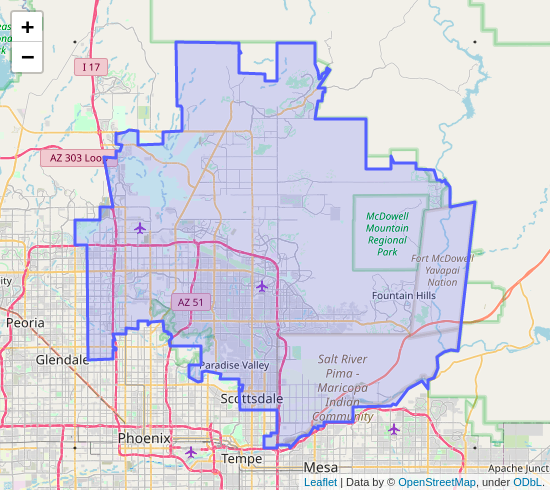 +
−
I 17
AZ 303 Loo
McDowell
Mountain
Regional
Park
Fort McDowell
Yavapai
Nation
AZ 51
Fountain Hills
Peoria
Glendale
Paradise Valley
Salt River
Pima -
Maricopa
Indian
Community
Scottsdale
Phoenix
Tempe
Mesa
Apache Junct
Leaflet | Data by © OpenStreetMap, under ODbL.